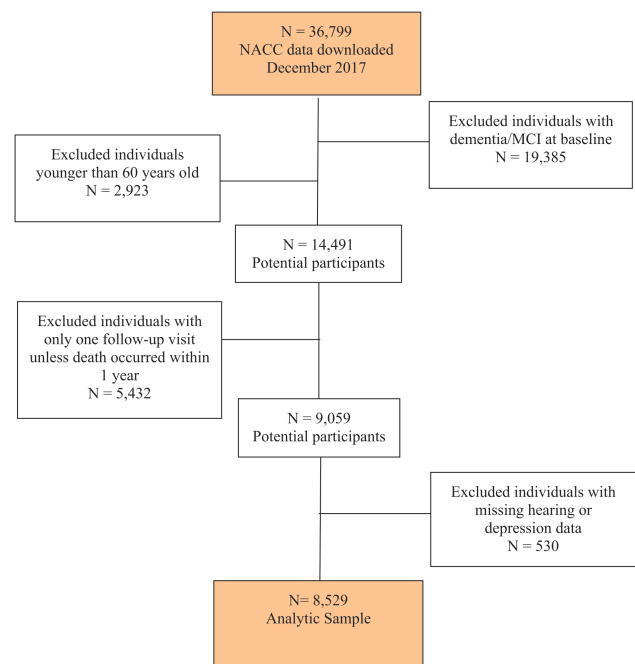 N = 36,799
NACC data downloaded
December 2017
Excluded individuals with
dementia/MCI at baseline
N = 19,385
Excluded individuals
younger than 60 years old
N = 2,923
N = 14,491
Potential participants
Excluded individuals with
only one follow-up visit
unless death occurred within
1 year
N = 5,432
N = 9,059
Potential participants
Excluded individuals with
missing hearing or
depression data
N = 530
N= 8,529
Analytic Sample